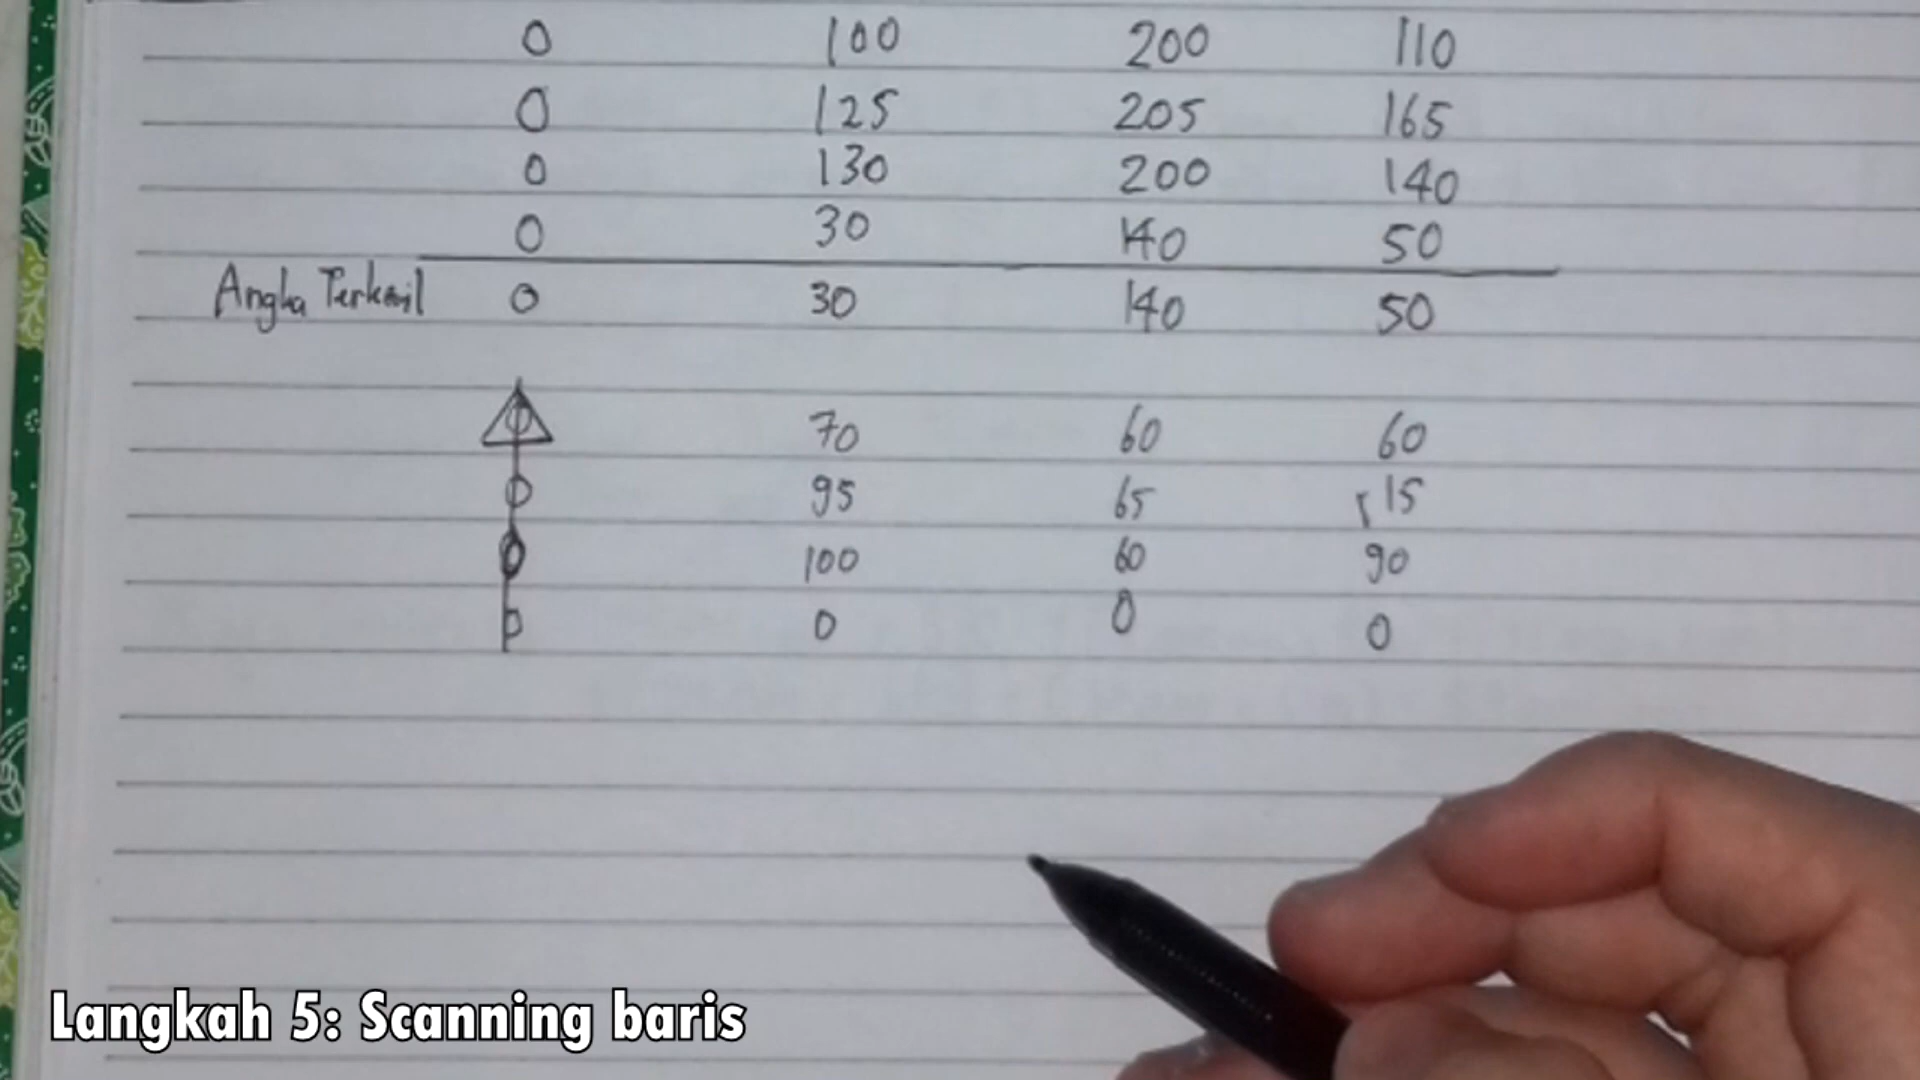 0 100 200 110
0 125 205 165
0 130 200 140
0 30 140 50
Angka Terkecil 0 30 140 50
0 70 60 60
0 95 65 115
0 100 60 90
0 0 0 0
Langkah 5: Scanning baris